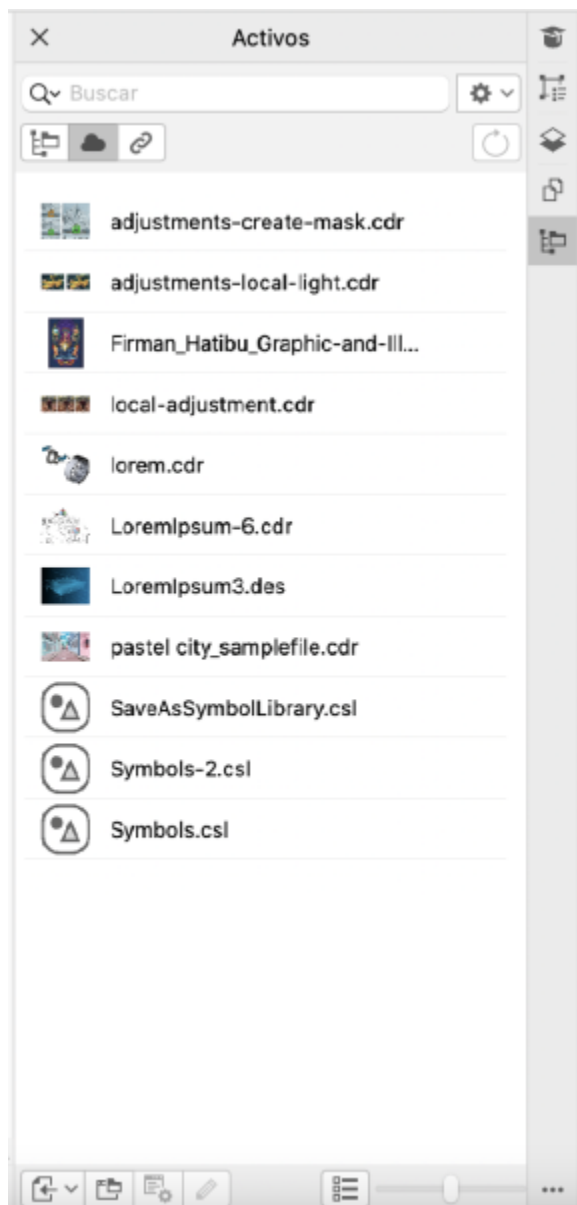 Activos
Buscar
adjustments-create-mask.cdr
adjustments-local-light.cdr
Firman_Hatibu_Graphic-and-Ill...
local-adjustment.cdr
lorem.cdr
LoremIpsum-6.cdr
LoremIpsum3.des
pastel city_samplefile.cdr
SaveAsSymbolLibrary.csl
Symbols-2.csl
Symbols.csl